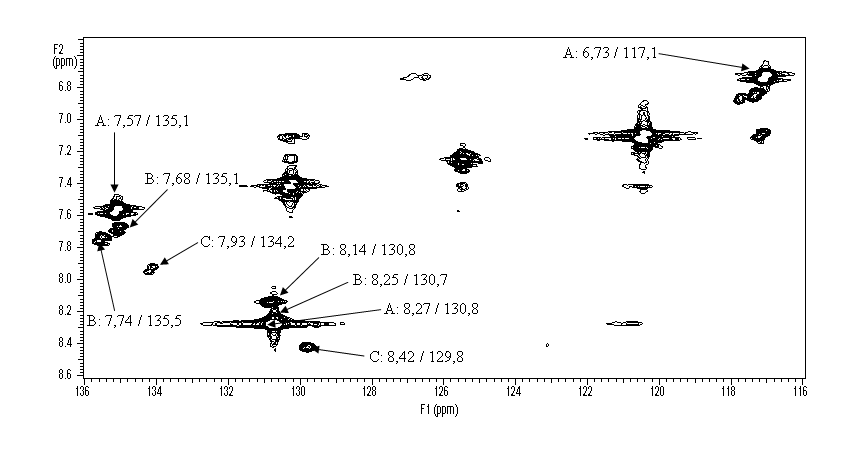 F2
(ppm)
A: 6,73 / 117,1
6.8
7.0
A: 7,57 / 135,1
7.2
B: 7,68 / 135,1
7.4
7.6
C: 7,93 / 134,2
7.8
B: 8,14 / 130,8
8.0
B: 8,25 / 130,7
A: 8,27 / 130,8
8.2
B: 7,74 / 135,5
8.4
C: 8,42 / 129,8
8.6
136 134 132 130 128 126 124 122 120 118 116
F1 (ppm)